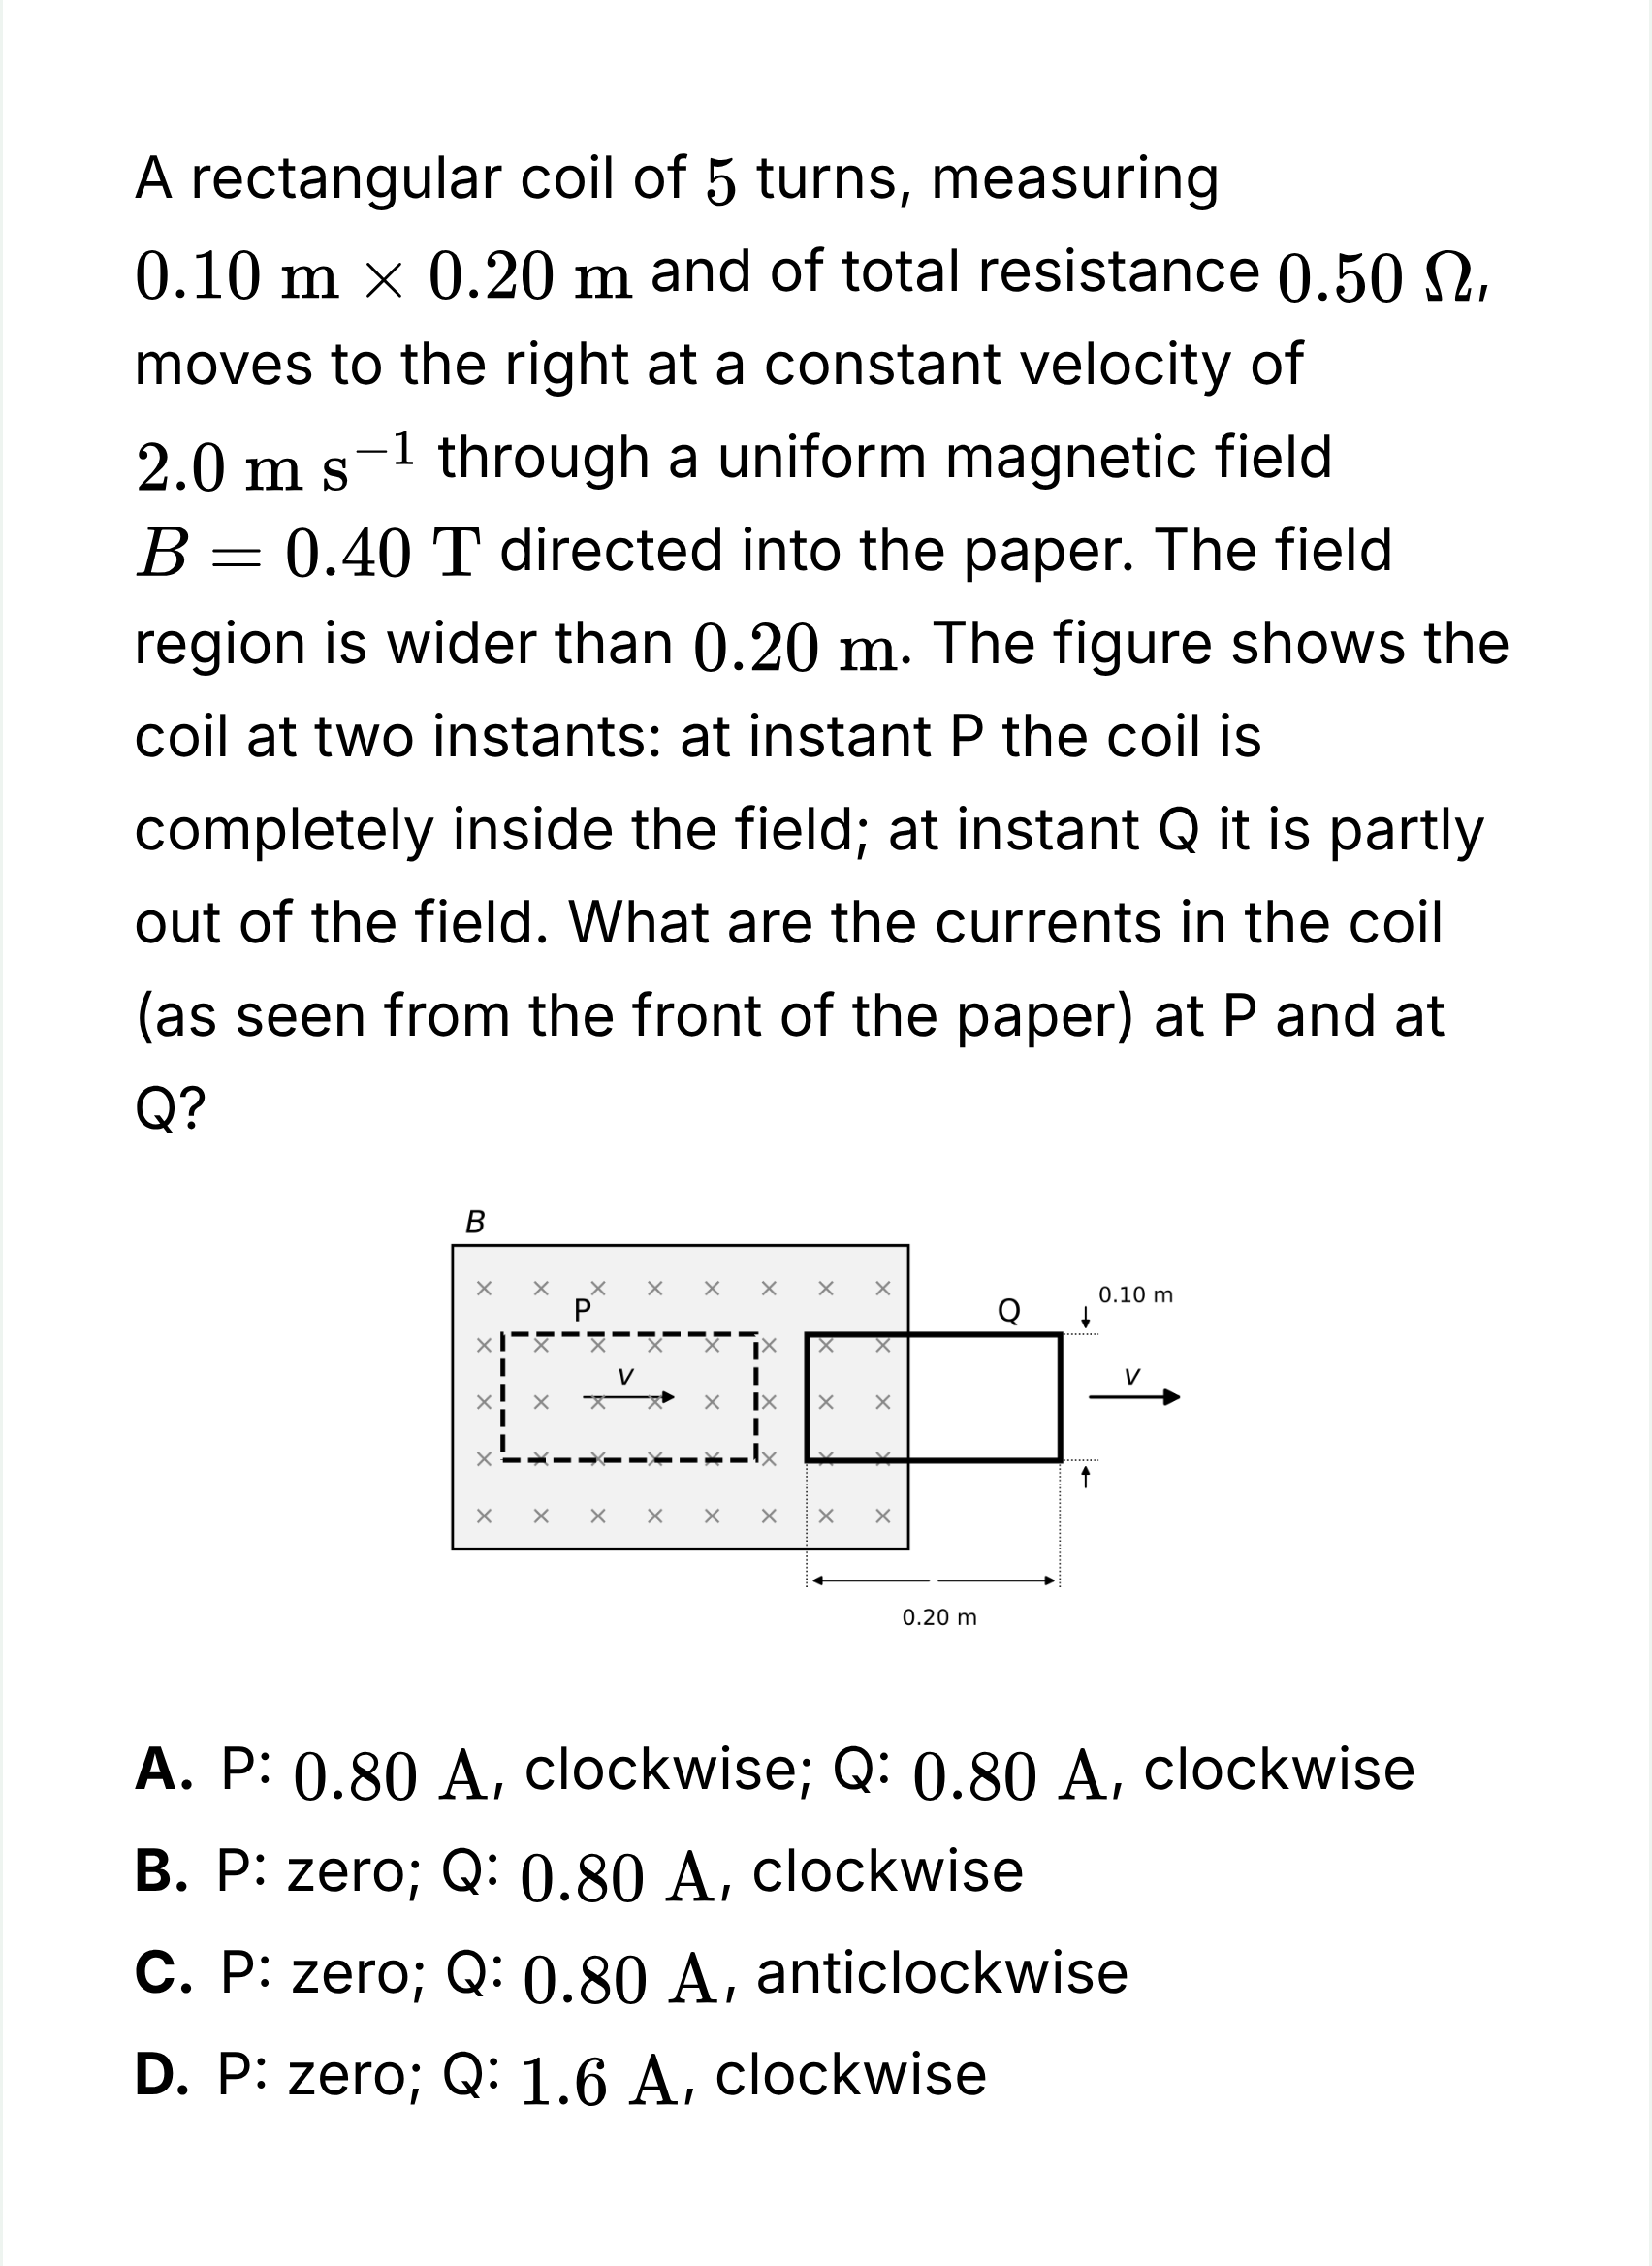 A rectangular coil of 5 turns, measuring
0.10 m × 0.20 m and of total resistance 0.50 Ω,
moves to the right at a constant velocity of
2.0 m s⁻¹ through a uniform magnetic field
B = 0.40 T directed into the paper. The field
region is wider than 0.20 m. The figure shows the
coil at two instants: at instant P the coil is
completely inside the field; at instant Q it is partly
out of the field. What are the currents in the coil
(as seen from the front of the paper) at P and at
Q?
B
P
Q
0.10 m
v
v
0.20 m
A. P: 0.80 A, clockwise; Q: 0.80 A, clockwise
B. P: zero; Q: 0.80 A, clockwise
C. P: zero; Q: 0.80 A, anticlockwise
D. P: zero; Q: 1.6 A, clockwise